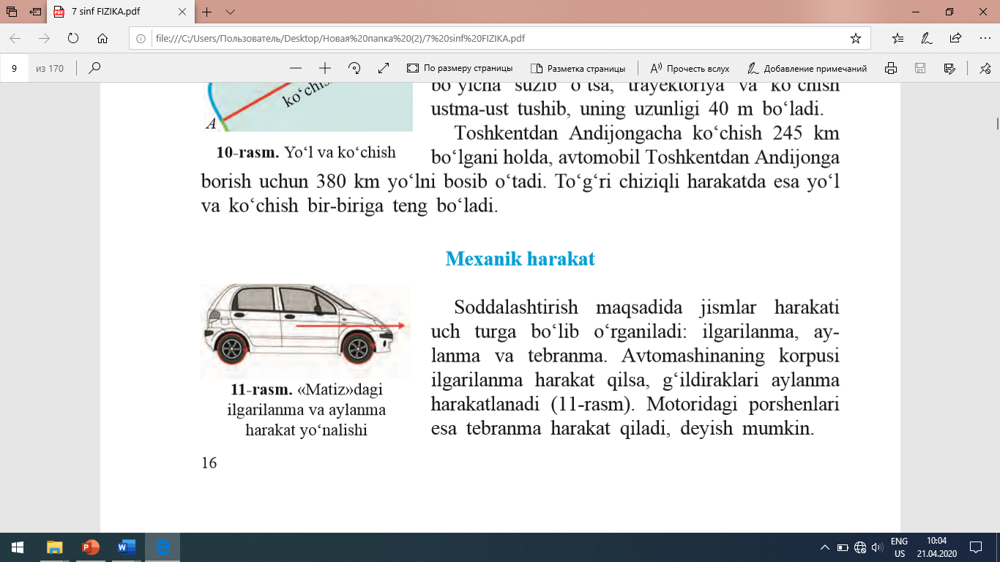 7 sinf FIZIKA.pdf
file:///C:/Users/Пользователь/Desktop/Новая%20папка%20(2)/7%20sinf%20FIZIKA.pdf
9 из 170
По размеру страницы
Разметка страницы
Прочесть вслух
Добавление примечаний
A
bo‘yicha suzib o‘tsa, trayektoriya va ko‘chish
ustma-ust tushib, uning uzunligi 40 m bo‘ladi.
Toshkentdan Andijongacha ko‘chish 245 km
10-rasm. Yo‘l va ko‘chish
bo‘lgani holda, avtomobil Toshkentdan Andijonga
borish uchun 380 km yo‘lni bosib o‘tadi. To‘g‘ri chiziqli harakatda esa yo‘l
va ko‘chish bir-biriga teng bo‘ladi.
Mexanik harakat
Soddalashtirish maqsadida jismlar harakati
uch turga bo‘lib o‘rganiladi: ilgarilanma, ay-
lanma va tebranma. Avtomashinaning korpusi
ilgarilanma harakat qilsa, g‘ildiraklari aylanma
harakatlanadi (11-rasm). Motoridagi porshenlari
esa tebranma harakat qiladi, deyish mumkin.
11-rasm. «Matiz»dagi
ilgarilanma va aylanma
harakat yo‘nalishi
16
ENG
US
10:04
21.04.2020